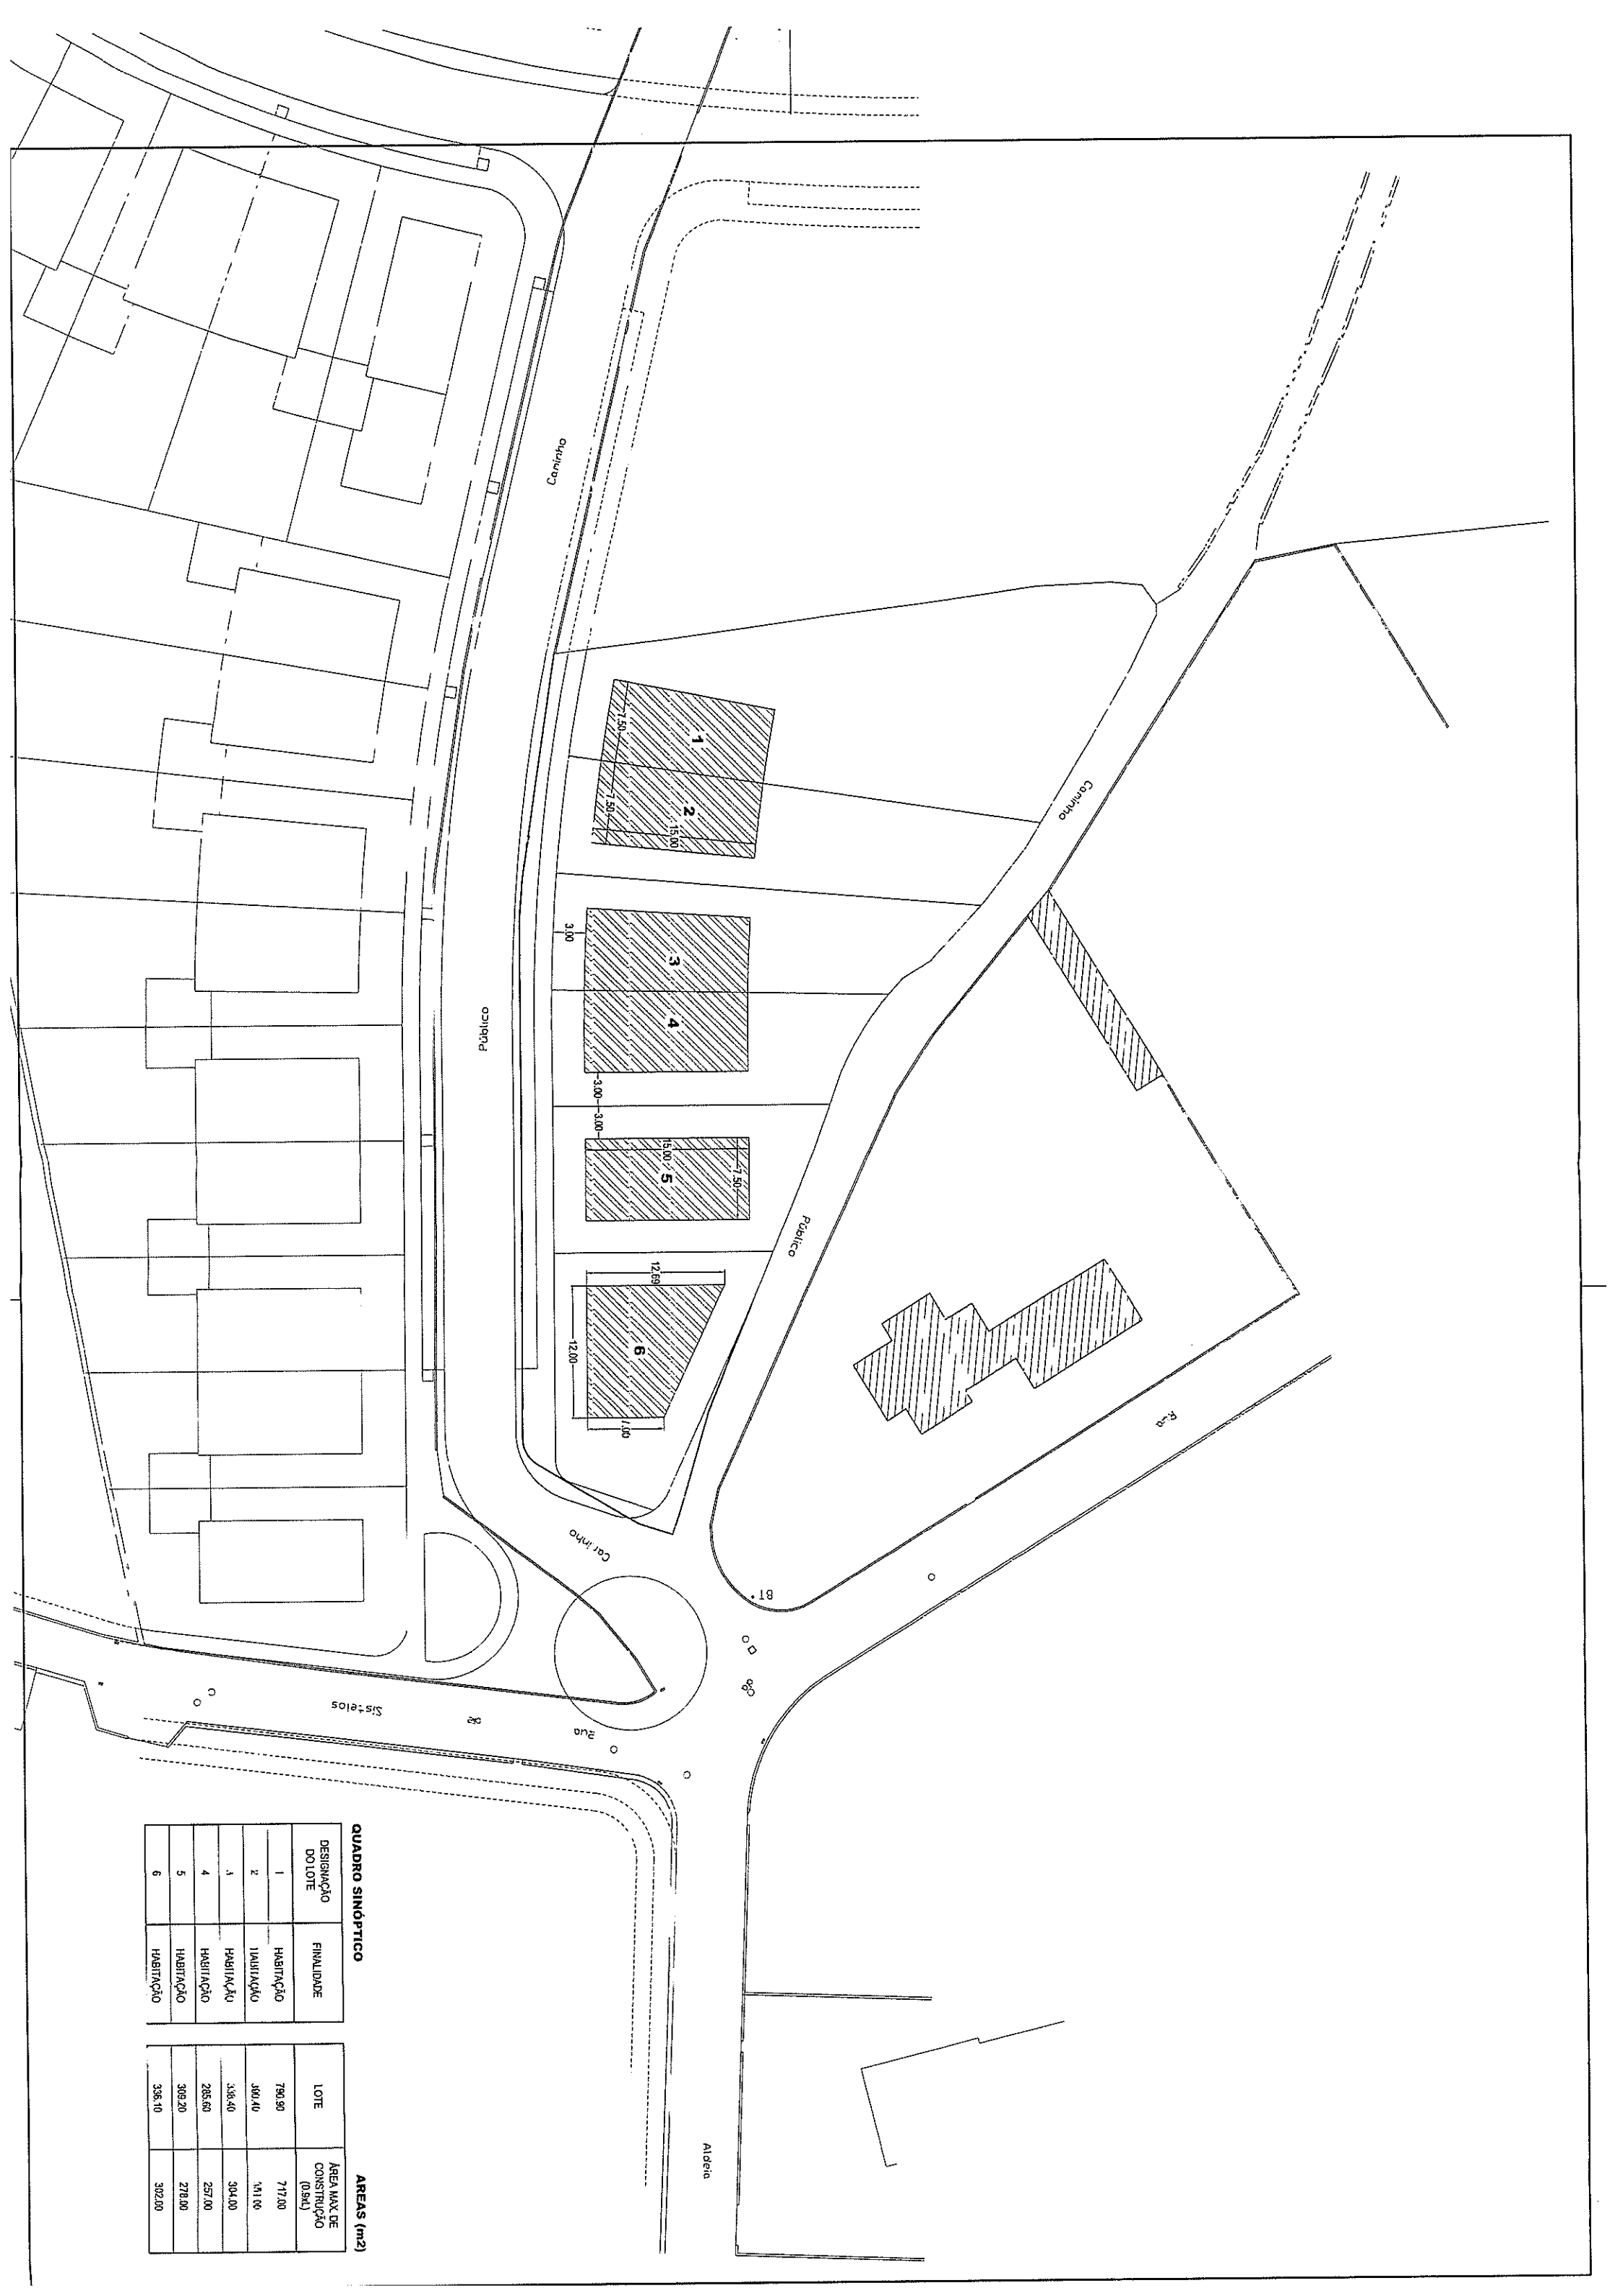 Caminho
Público
Caminho
Público
Caminho
Rua
BT
Sistelos
de
Rua
Aldeia
1
7.50
2
7.50
15.00
3
3.00
4
3.00
3.00
5
15.00
7.50
6
12.69
12.00
7.00
QUADRO SINÓPTICO
AREAS (m2)
DESIGNAÇÃO DO LOTE FINALIDADE LOTE ÁREA MAX. DE CONSTRUÇÃO (0.9xL)
1 HABITAÇÃO 790.90 717.00
2 HABITAÇÃO
3 HABITAÇÃO 338.40 304.00
4 HABITAÇÃO 285.60 257.00
5 HABITAÇÃO 309.20 278.00
6 HABITAÇÃO 336.10 302.00